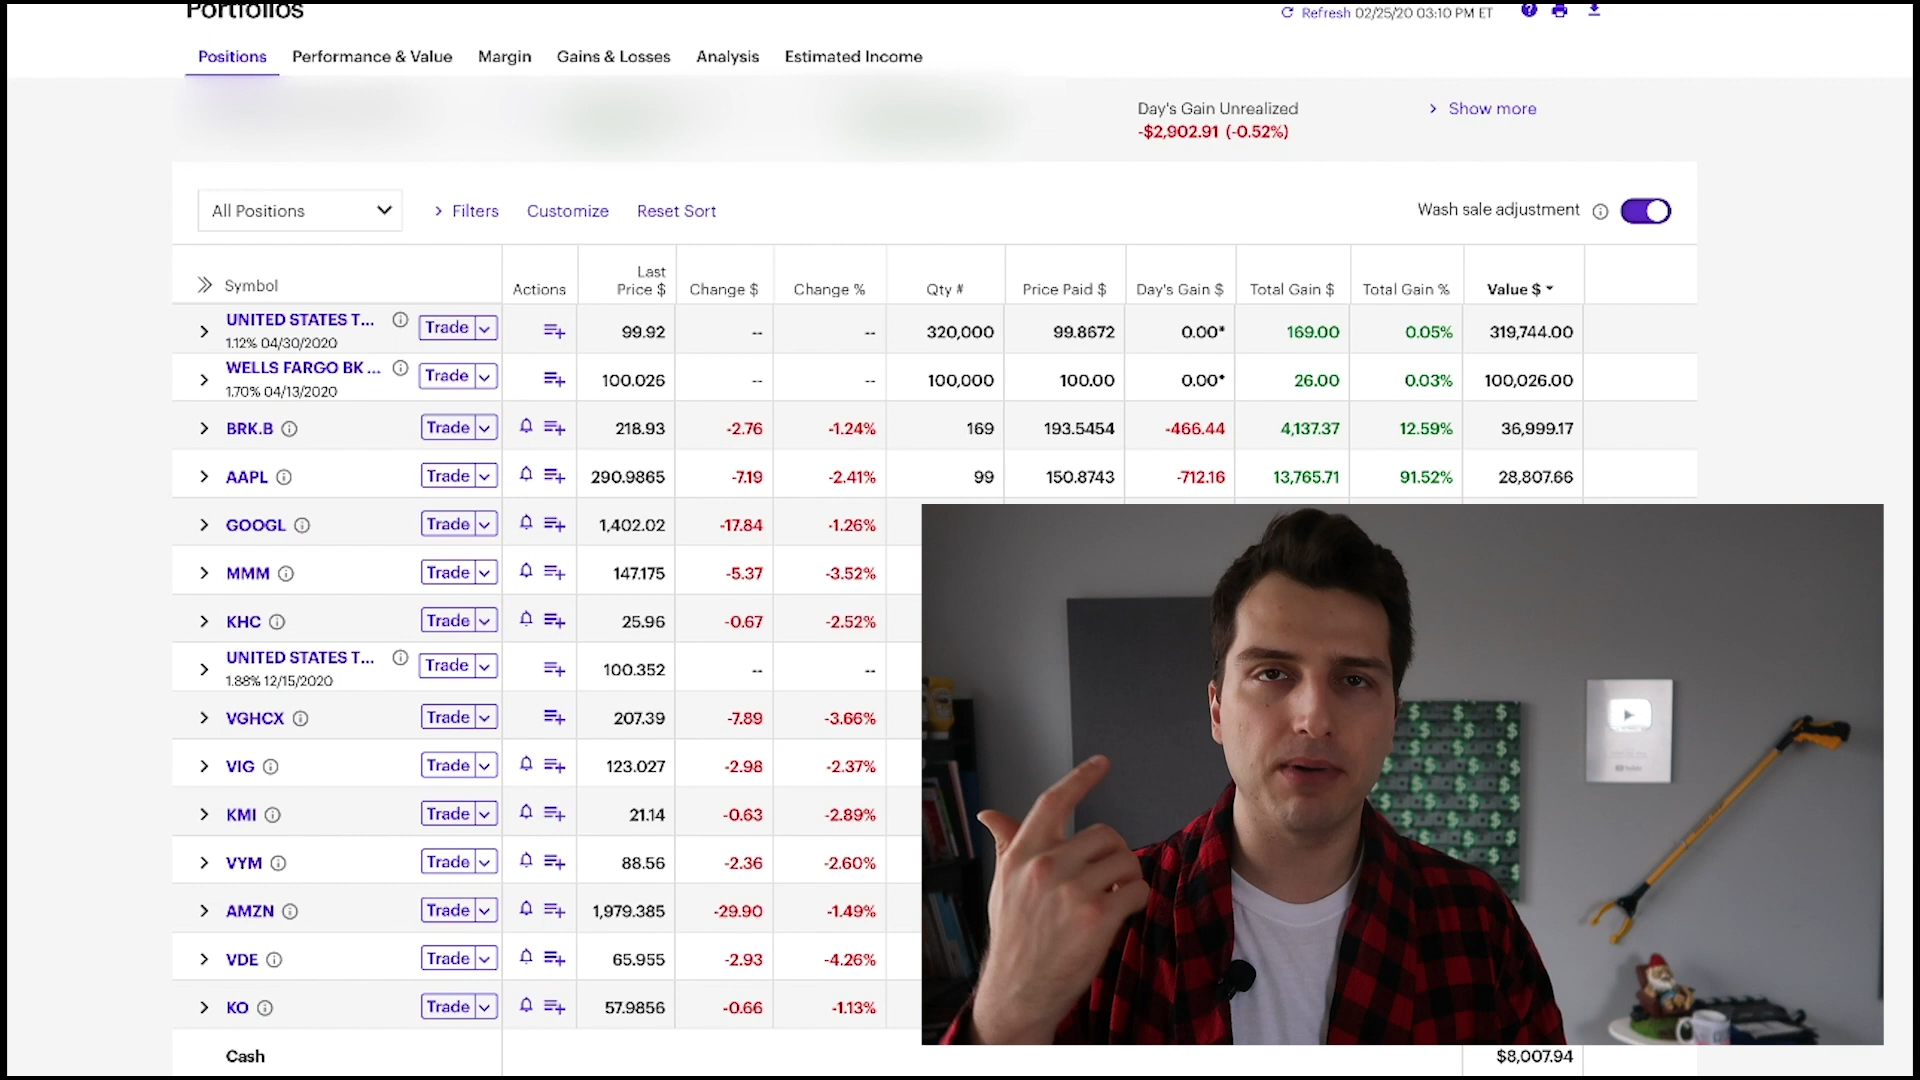 Portfolios
Refresh 02/25/20 03:10 PM ET
Positions Performance & Value Margin Gains & Losses Analysis Estimated Income
Day's Gain Unrealized
-$2,902.91 (-0.52%)
Show more
All Positions Filters Customize Reset Sort Wash sale adjustment
Symbol Actions Last Price $ Change $ Change % Qty # Price Paid $ Day's Gain $ Total Gain $ Total Gain % Value $
UNITED STATES T... Trade 99.92 -- -- 320,000 99.8672 0.00* 169.00 0.05% 319,744.00
1.12% 04/30/2020
WELLS FARGO BK ... Trade 100.026 -- -- 100,000 100.00 0.00* 26.00 0.03% 100,026.00
1.70% 04/13/2020
BRK.B Trade 218.93 -2.76 -1.24% 169 193.5454 -466.44 4,137.37 12.59% 36,999.17
AAPL Trade 290.9865 -7.19 -2.41% 99 150.8743 -712.16 13,765.71 91.52% 28,807.66
GOOGL Trade 1,402.02 -17.84 -1.26%
MMM Trade 147.175 -5.37 -3.52%
KHC Trade 25.96 -0.67 -2.52%
UNITED STATES T... Trade 100.352 -- --
1.88% 12/15/2020
VGHCX Trade 207.39 -7.89 -3.66%
VIG Trade 123.027 -2.98 -2.37%
KMI Trade 21.14 -0.63 -2.89%
VYM Trade 88.56 -2.36 -2.60%
AMZN Trade 1,979.385 -29.90 -1.49%
VDE Trade 65.955 -2.93 -4.26%
KO Trade 57.9856 -0.66 -1.13%
Cash $8,007.94